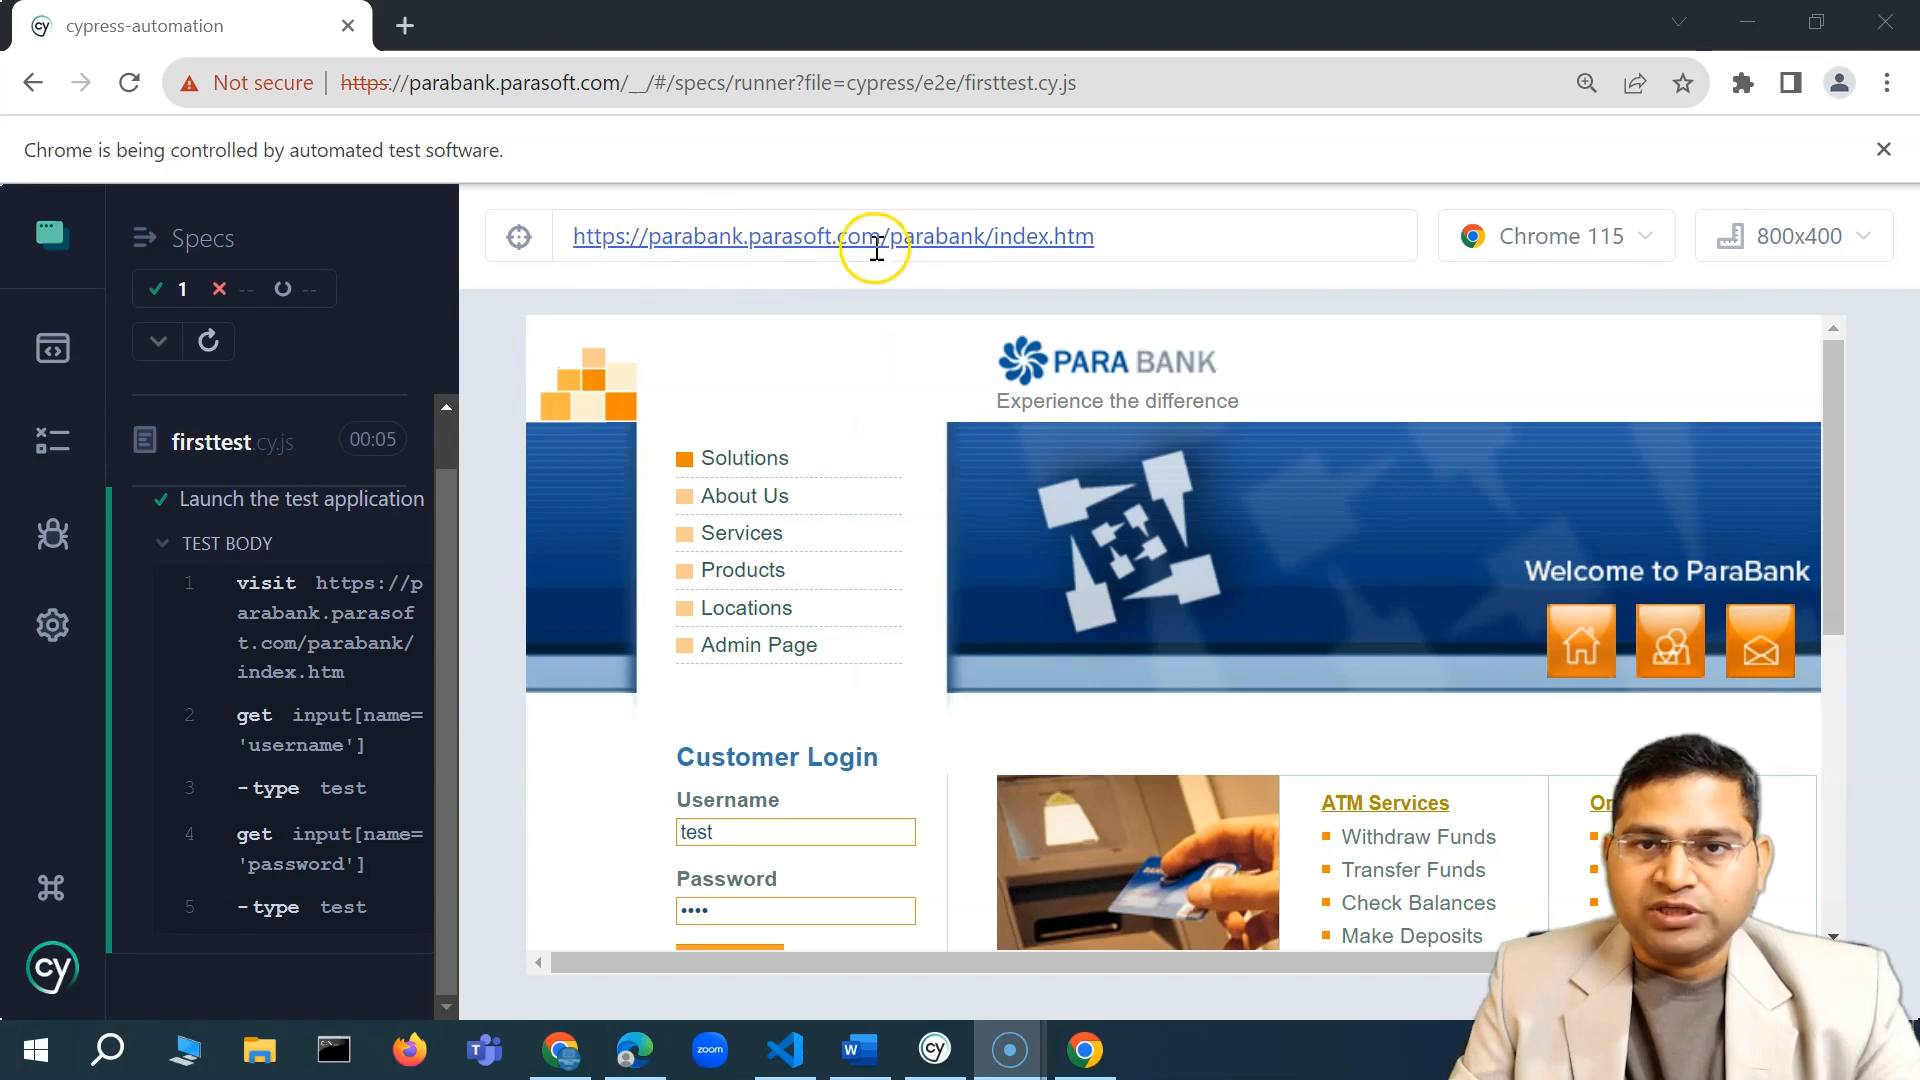 cypress-automation
Not secure
https://parabank.parasoft.com/__/#/specs/runner?file=cypress/e2e/firsttest.cy.js
Chrome is being controlled by automated test software.
Specs
1 -- --
firsttest.cy.js
00:05
Launch the test application
TEST BODY
1 visit https://p
arabank.parasof
t.com/parabank/
index.htm
2 get input[name=
'username']
3 -type test
4 get input[name=
'password']
5 -type test
cy
https://parabank.parasoft.com/parabank/index.htm
Chrome 115
800x400
PARA BANK
Experience the difference
Solutions
About Us
Services
Products
Locations
Admin Page
Welcome to ParaBank
Customer Login
Username
test
Password
••••
ATM Services
Withdraw Funds
Transfer Funds
Check Balances
Make Deposits
zoom
W
cy